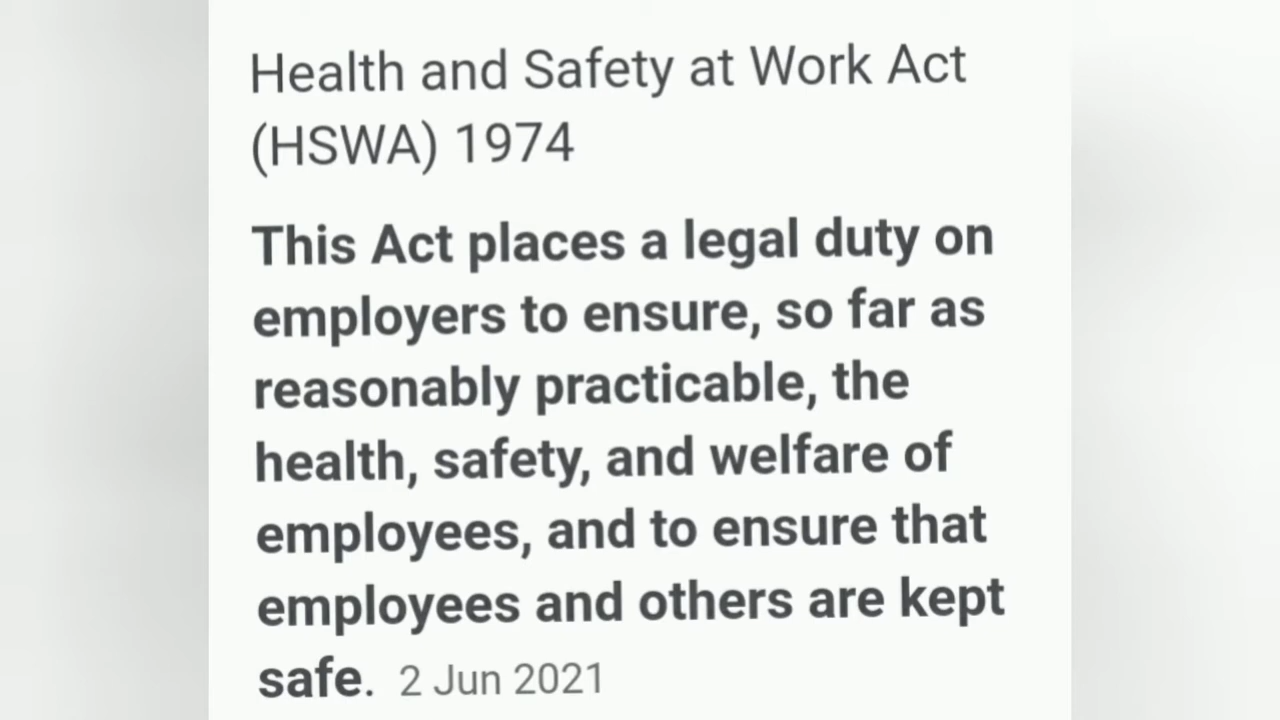 Health and Safety at Work Act
(HSWA) 1974
This Act places a legal duty on
employers to ensure, so far as
reasonably practicable, the
health, safety, and welfare of
employees, and to ensure that
employees and others are kept
safe. 2 Jun 2021